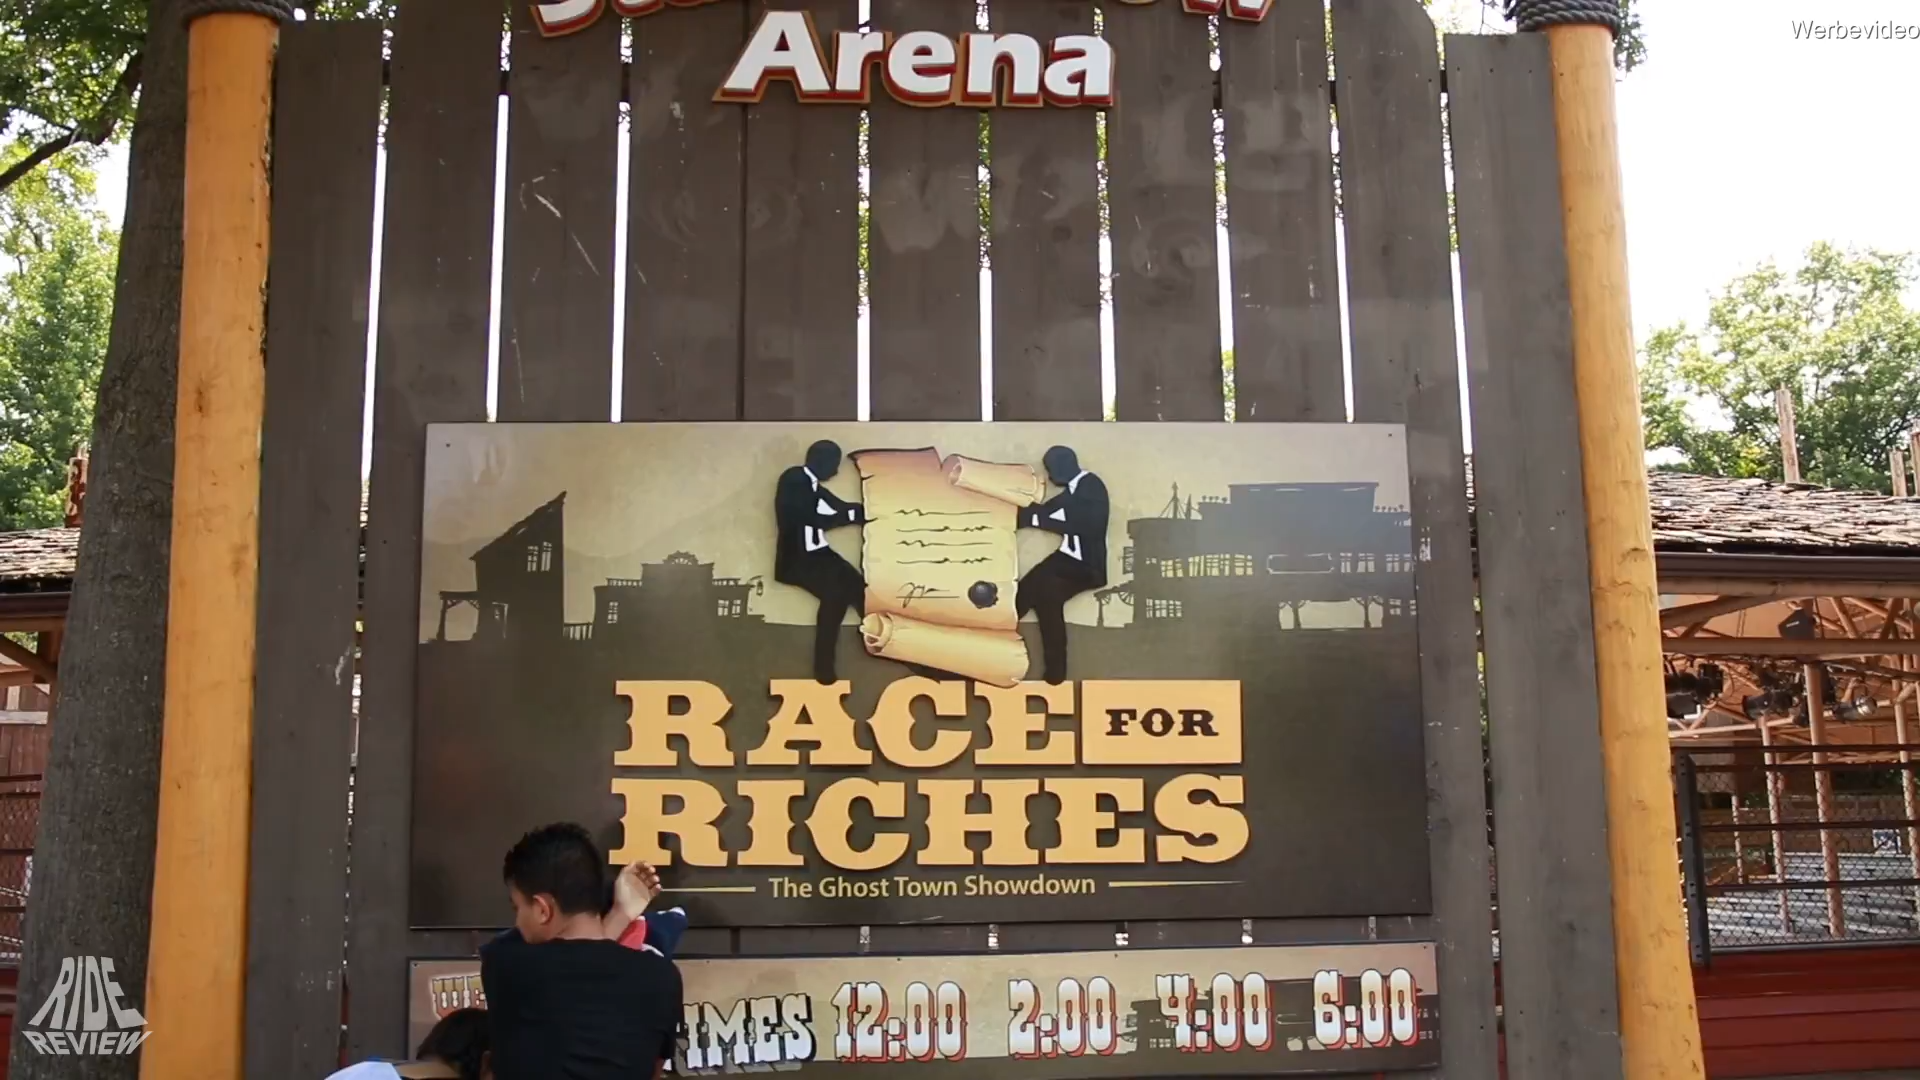 Werbevideo
Arena
RACE FOR
RICHES
The Ghost Town Showdown
12:00 2:00 4:00 6:00
RIDE
REVIEW